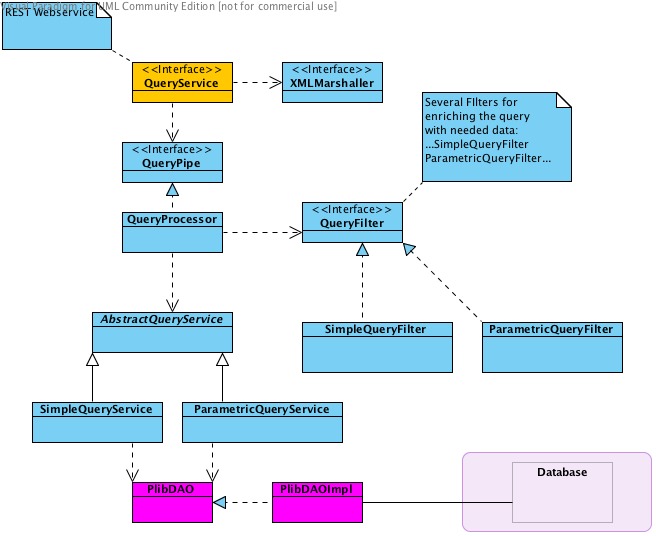 Visual Paradigm for UML Community Edition [not for commercial use]
REST Webservice
<<Interface>>
QueryService
<<Interface>>
XMLMarshaller
Several FIlters for
enriching the query
with needed data:
...SimpleQueryFilter
ParametricQueryFilter...
<<Interface>>
QueryPipe
QueryProcessor
<<Interface>>
QueryFilter
AbstractQueryService
SimpleQueryFilter
ParametricQueryFilter
SimpleQueryService
ParametricQueryService
PlibDAO
PlibDAOImpl
Database